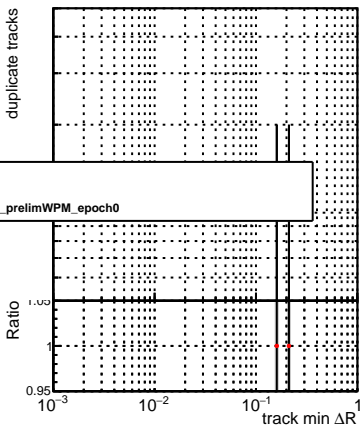 duplicate tracks
_prelimWPM_epoch0
Ratio
1.05
1
0.95
10⁻³
10⁻²
10⁻¹
1
track min ΔR